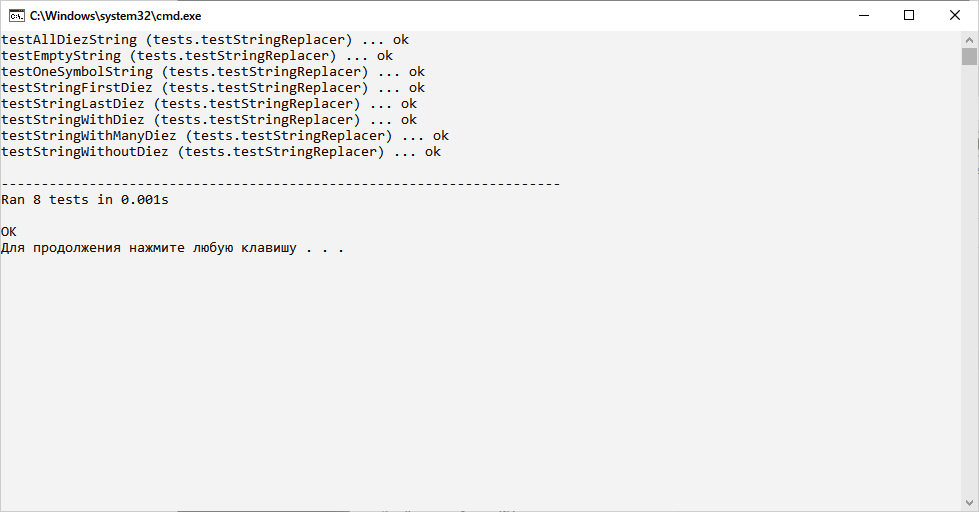 C:\Windows\system32\cmd.exe
testAllDiezString (tests.testStringReplacer) ... ok
testEmptyString (tests.testStringReplacer) ... ok
testOneSymbolString (tests.testStringReplacer) ... ok
testStringFirstDiez (tests.testStringReplacer) ... ok
testStringLastDiez (tests.testStringReplacer) ... ok
testStringWithDiez (tests.testStringReplacer) ... ok
testStringWithManyDiez (tests.testStringReplacer) ... ok
testStringWithoutDiez (tests.testStringReplacer) ... ok
----------------------------------------------------------------------
Ran 8 tests in 0.001s
OK
Для продолжения нажмите любую клавишу . . .